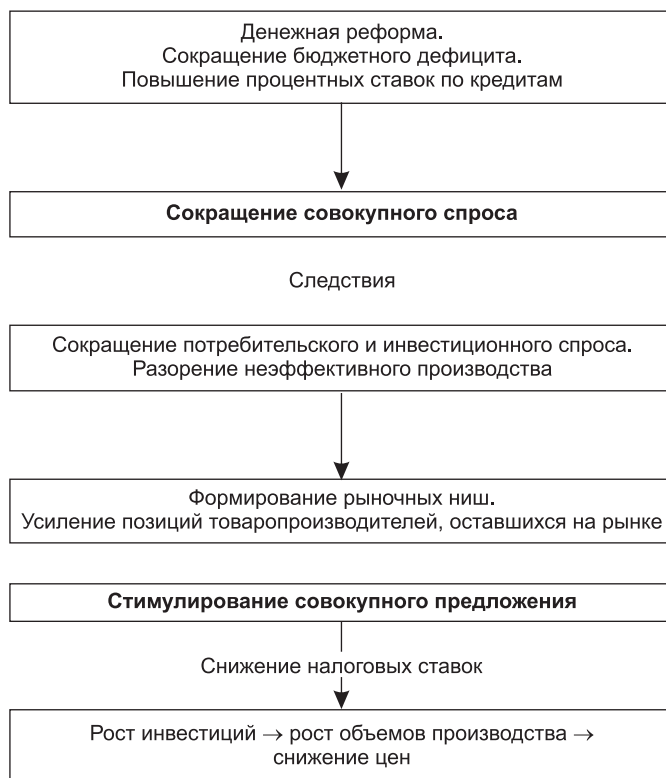 Денежная реформа.
Сокращение бюджетного дефицита.
Повышение процентных ставок по кредитам
Сокращение совокупного спроса
Следствия
Сокращение потребительского и инвестиционного спроса.
Разорение неэффективного производства
Формирование рыночных ниш.
Усиление позиций товаропроизводителей, оставшихся на рынке
Стимулирование совокупного предложения
Снижение налоговых ставок
Рост инвестиций → рост объемов производства →
снижение цен